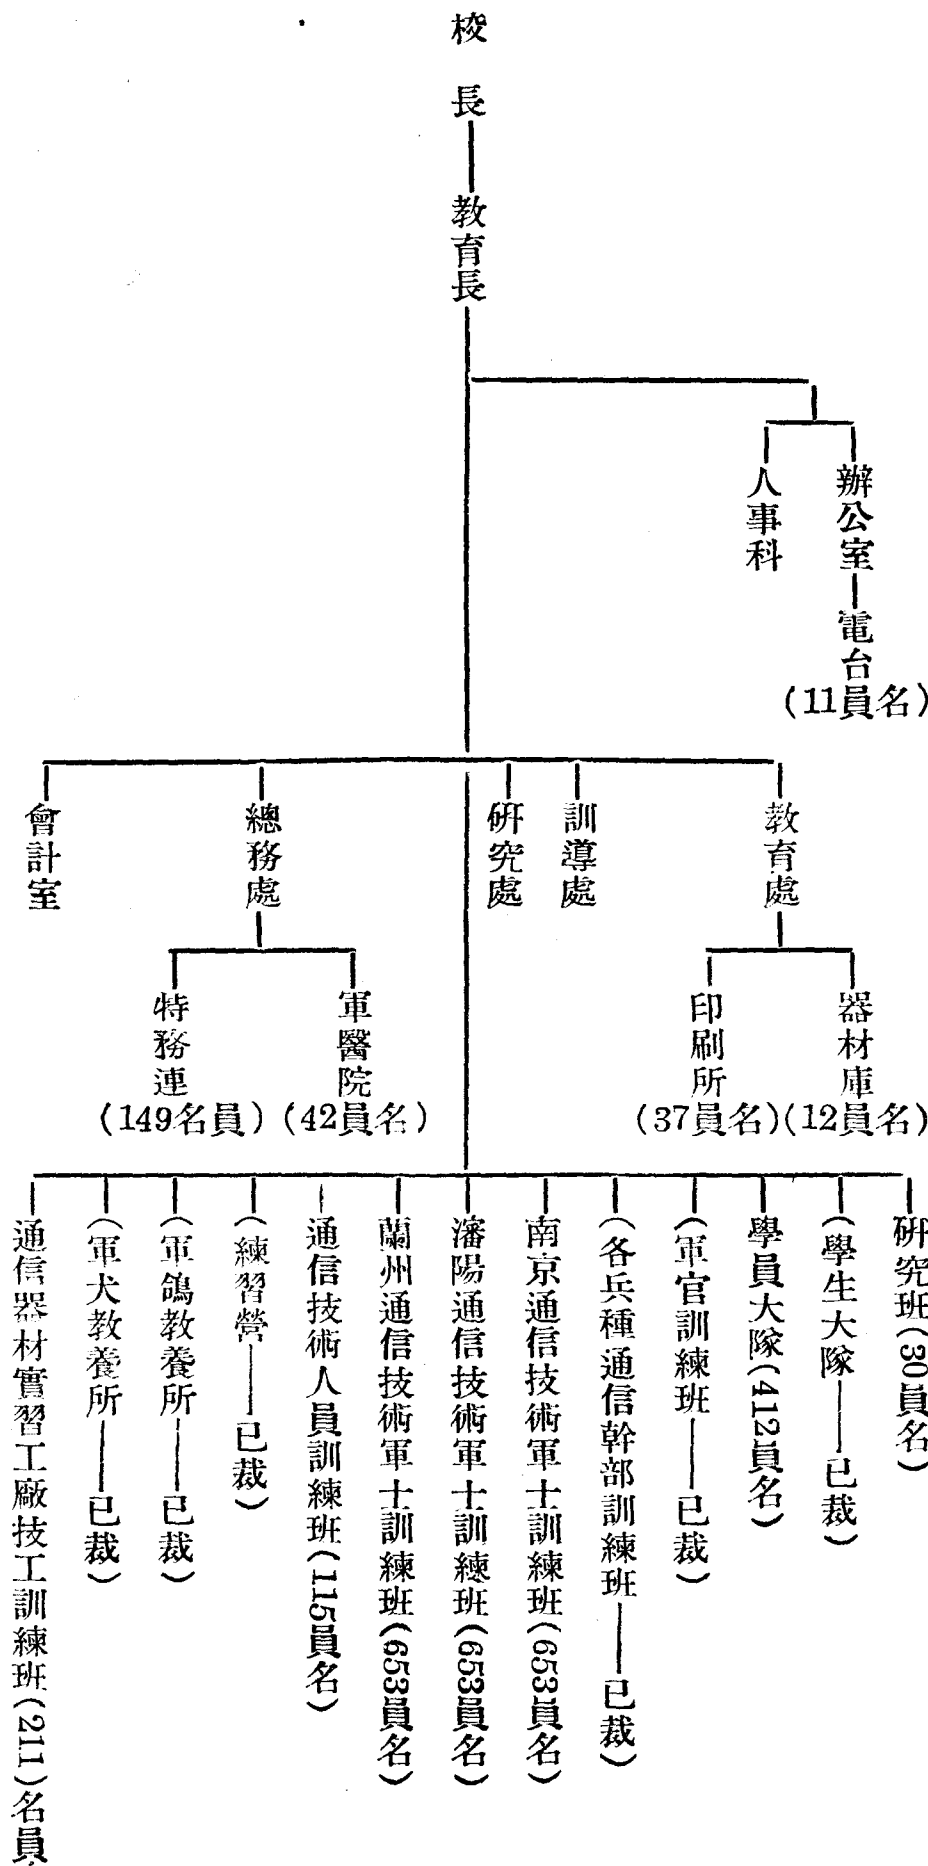 校長
教育長
辦公室
電台
(11員名)
人事科
教育處
訓導處
研究處
總務處
會計室
器材庫
(12員名)
印刷所
(37員名)
軍醫院
(42員名)
特務連
(149名員)
研究班(30員名)
(學生大隊——已裁)
學員大隊(412員名)
(軍官訓練班——已裁)
(各兵種通信幹部訓練班——已裁)
南京通信技術軍士訓練班(653員名)
瀋陽通信技術軍士訓練班(653員名)
蘭州通信技術軍士訓練班(653員名)
通信技術人員訓練班(115員名)
(練習營——已裁)
(軍鴿教養所——已裁)
(軍犬教養所——已裁)
通信器材實習工廠技工訓練班(211)名員